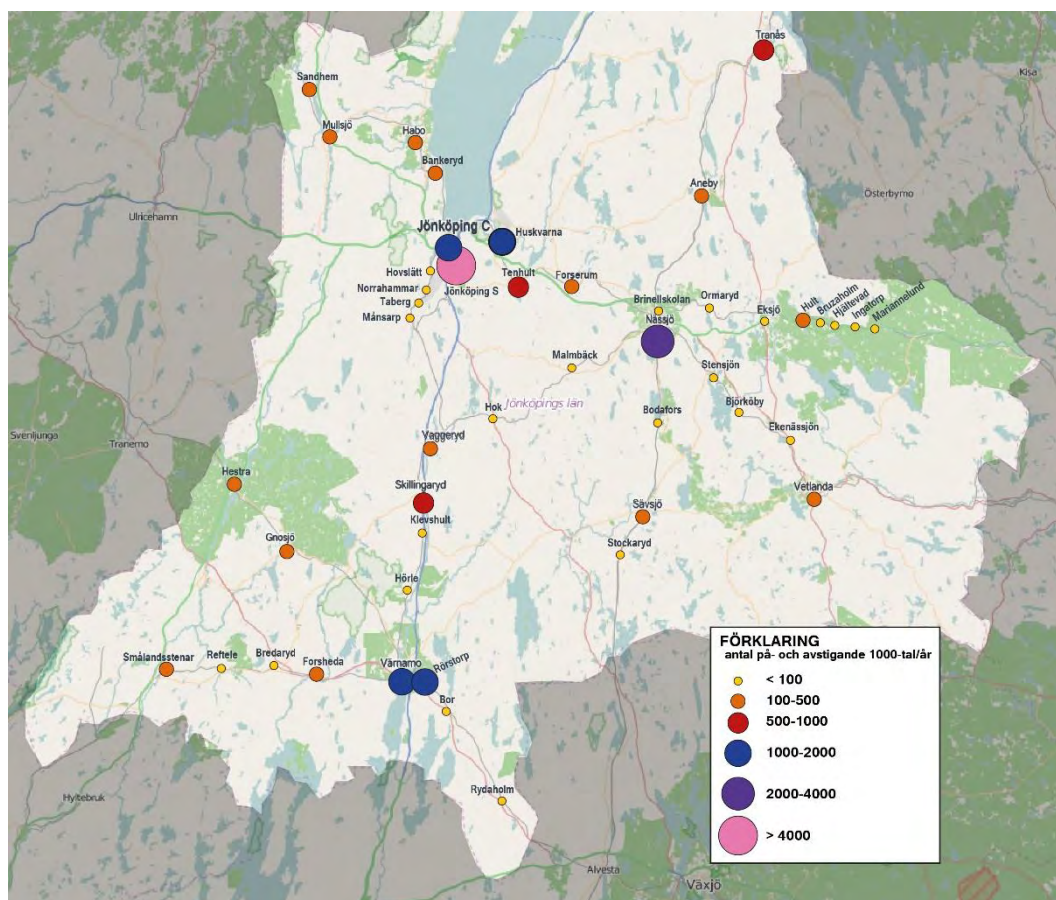 Tranås
Kisa
Sandhem
Mullsjö
Habo
Bankeryd
Aneby
Österbymo
Ulricehamn
Jönköping C
Huskvarna
Hovslätt
Tenhult
Forserum
Norrahammar
Jönköping S
Taberg
Månsarp
Brinellskolan
Ormaryd
Eksjö
Hult
Bruzaholm
Hjältevad
Ingatorp
Mariannelund
Nässjö
Malmbäck
Stensjön
Hok
Jönköpings län
Bodafors
Björköby
Ekenässjön
Svenljunga
Tranemo
Vaggeryd
Hestra
Skillingaryd
Vetlanda
Klevshult
Sävsjö
Gnosjö
Stockaryd
Hörle
Smålandsstenar
Reftele
Bredaryd
Forsheda
Värnamo
Rörstorp
Bor
Hyltebruk
Rydaholm
Alvesta
Växjö
FÖRKLARING
antal på- och avstigande 1000-tal/år
< 100
100-500
500-1000
1000-2000
2000-4000
> 4000